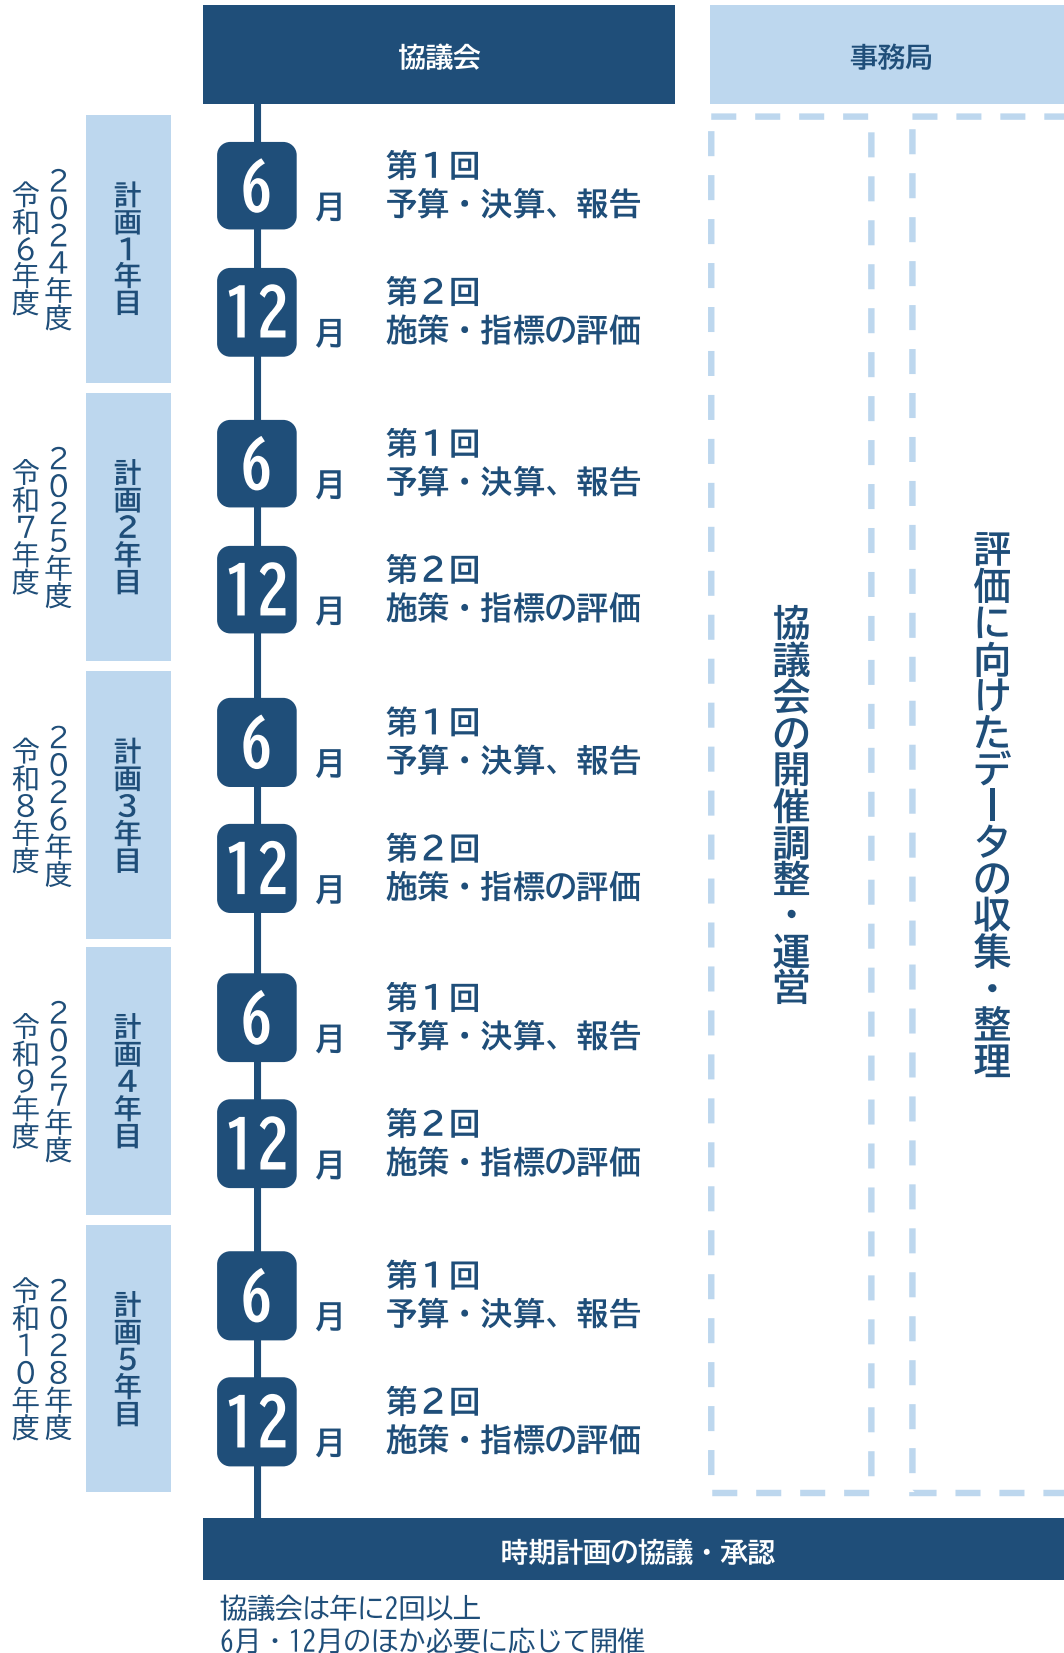 協議会
事務局
令和6年度
2024年度
計画1年目
6月
第1回
予算・決算、報告
12月
第2回
施策・指標の評価
令和7年度
2025年度
計画2年目
6月
第1回
予算・決算、報告
12月
第2回
施策・指標の評価
令和8年度
2026年度
計画3年目
6月
第1回
予算・決算、報告
12月
第2回
施策・指標の評価
令和9年度
2027年度
計画4年目
6月
第1回
予算・決算、報告
12月
第2回
施策・指標の評価
令和10年度
2028年度
計画5年目
6月
第1回
予算・決算、報告
12月
第2回
施策・指標の評価
協議会の開催調整・運営
評価に向けたデータの収集・整理
時期計画の協議・承認
協議会は年に2回以上
6月・12月のほか必要に応じて開催